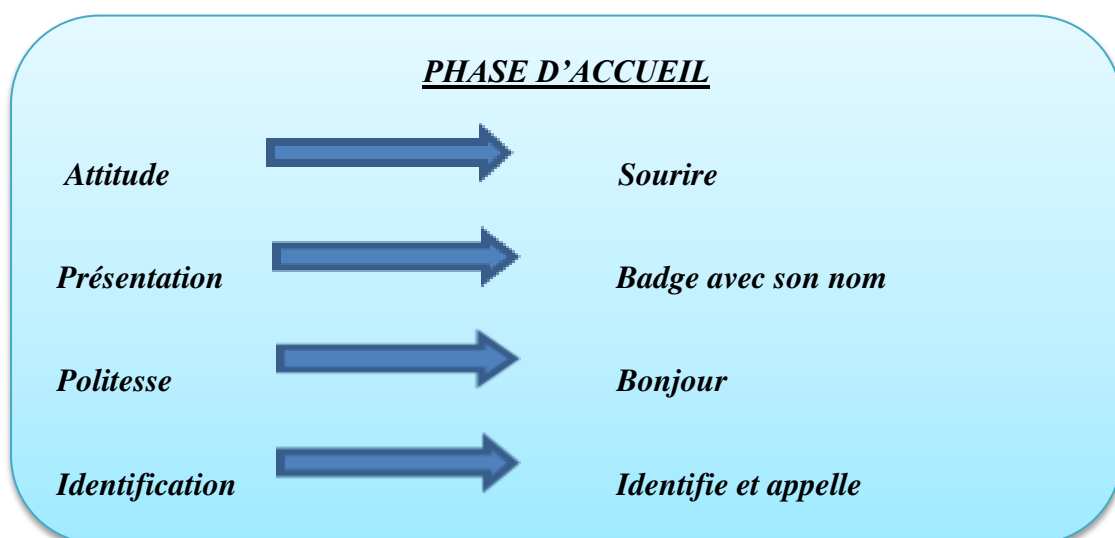 PHASE D'ACCUEIL
Attitude Sourire
Présentation Badge avec son nom
Politesse Bonjour
Identification Identifie et appelle